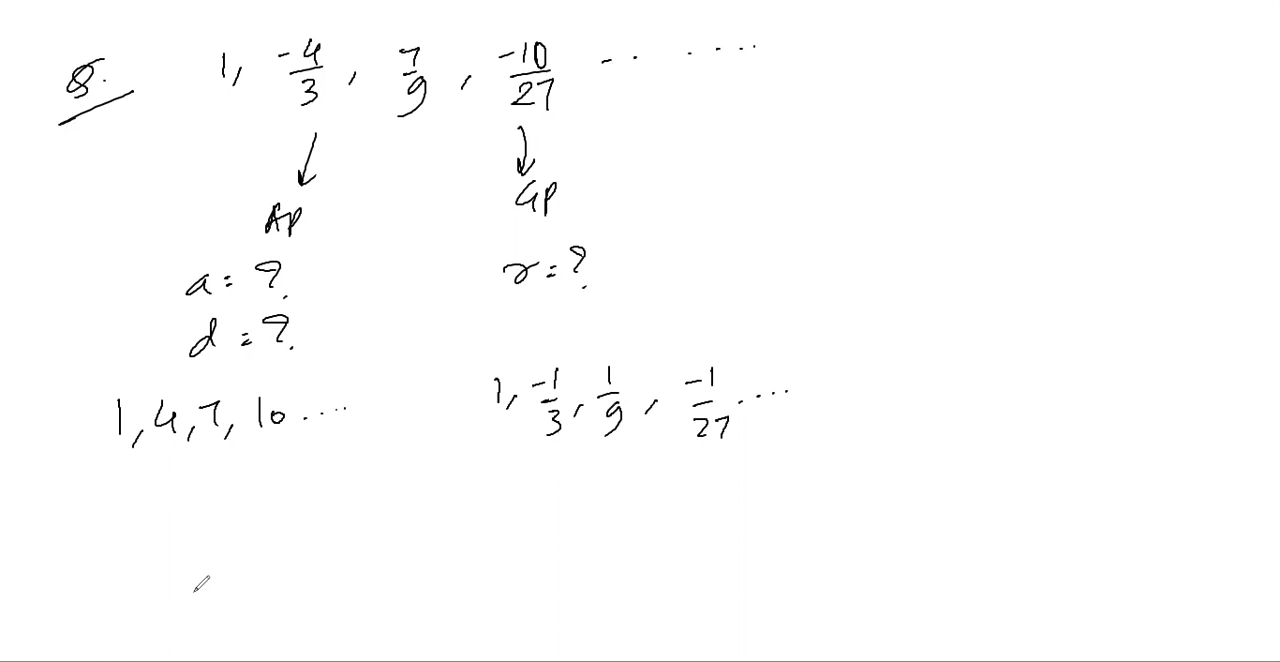 Q. 1, -4/3, 7/9, -10/27 ... ....
AP GP
a = ? r = ?
d = ?
1, 4, 7, 10 .... 1, -1/3, 1/9, -1/27 ....